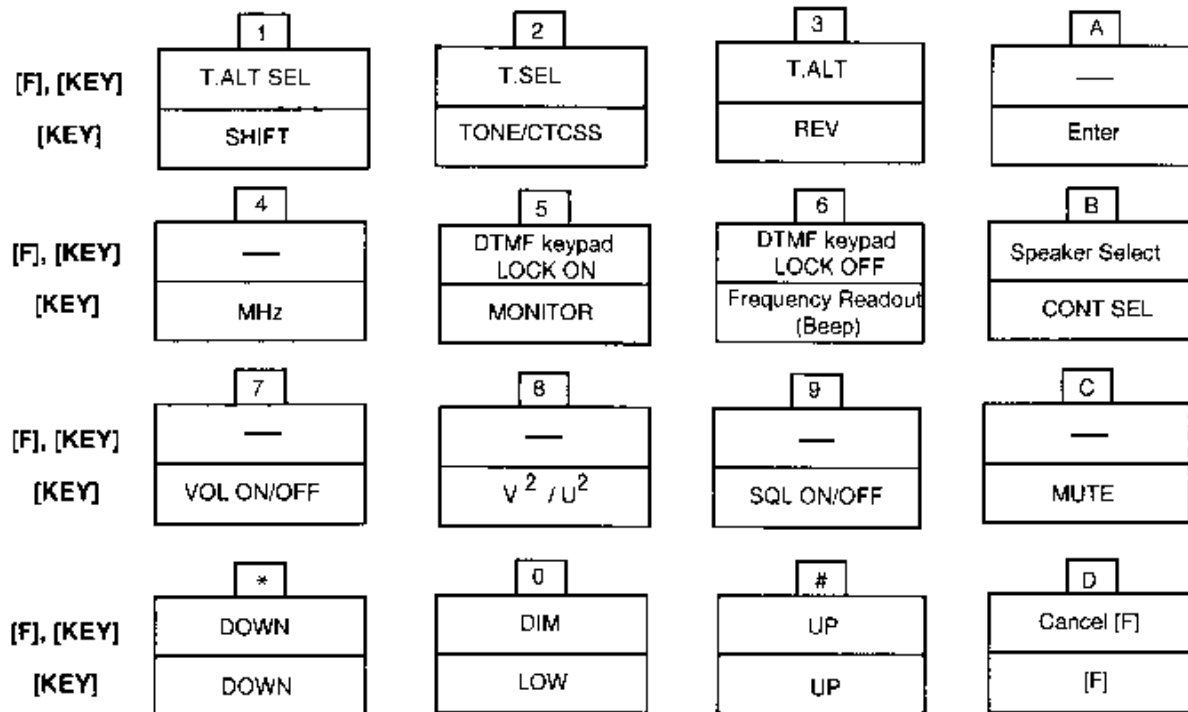 1 2 3 A
[F], [KEY] T.ALT SEL T.SEL T.ALT —
[KEY] SHIFT TONE/CTCSS REV Enter
4 5 6 B
[F], [KEY] — DTMF keypad LOCK ON DTMF keypad LOCK OFF Speaker Select
[KEY] MHz MONITOR Frequency Readout (Beep) CONT SEL
7 8 9 C
[F], [KEY] — — — —
[KEY] VOL ON/OFF V² / U² SQL ON/OFF MUTE
* 0 # D
[F], [KEY] DOWN DIM UP Cancel [F]
[KEY] DOWN LOW UP [F]